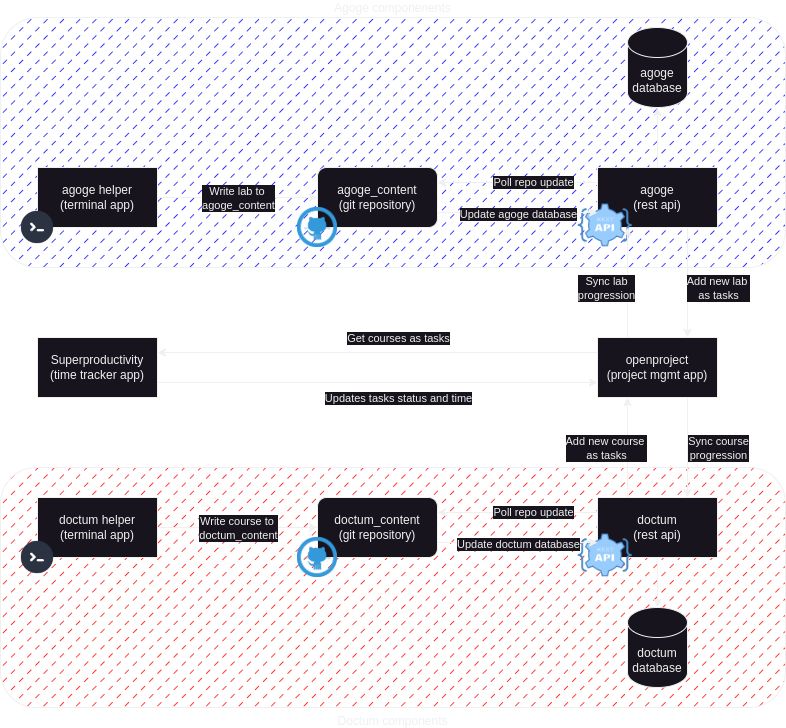 Agoge componenents
agoge
database
agoge helper
(terminal app)
Write lab to
agoge_content
agoge_content
(git repository)
Poll repo update
Update agoge database
agoge
(rest api)
REST
API
Sync lab
progression
Add new lab
as tasks
Get courses as tasks
Superproductivity
(time tracker app)
openproject
(project mgmt app)
Updates tasks status and time
Add new course
as tasks
Sync course
progression
doctum helper
(terminal app)
Write course to
doctum_content
doctum_content
(git repository)
Poll repo update
Update doctum database
doctum
(rest api)
REST
API
doctum
database
Doctum components